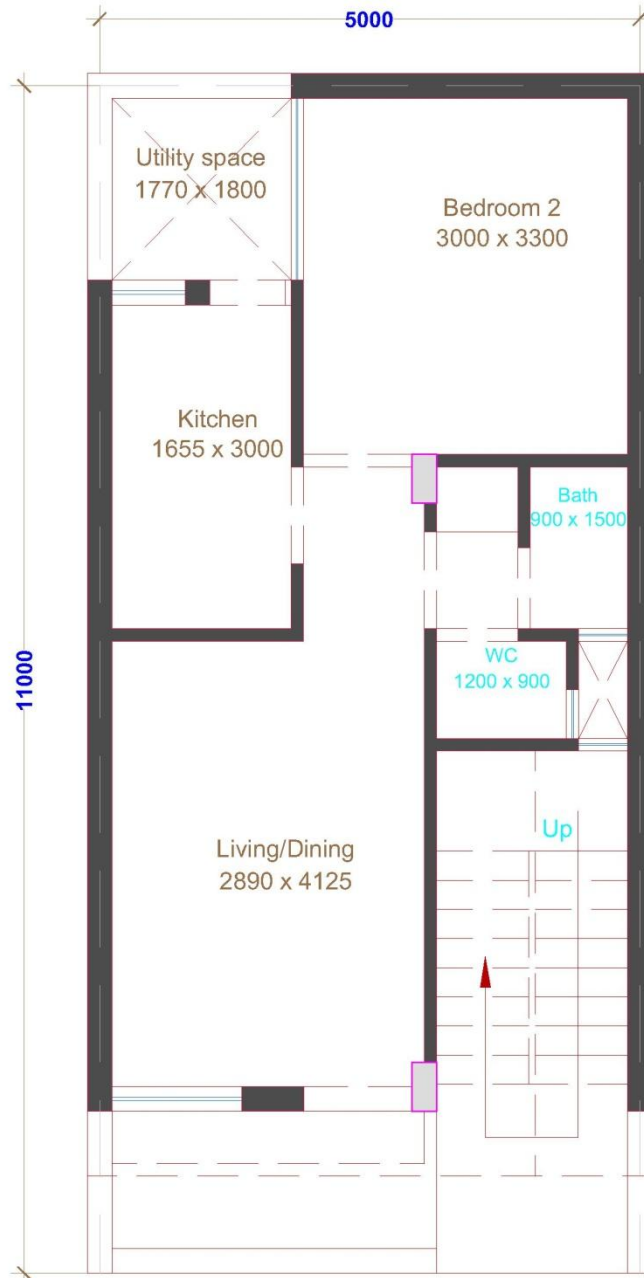 5000
Utility space
1770 x 1800
Bedroom 2
3000 x 3300
Kitchen
1655 x 3000
Bath
900 x 1500
11000
WC
1200 x 900
Up
Living/Dining
2890 x 4125